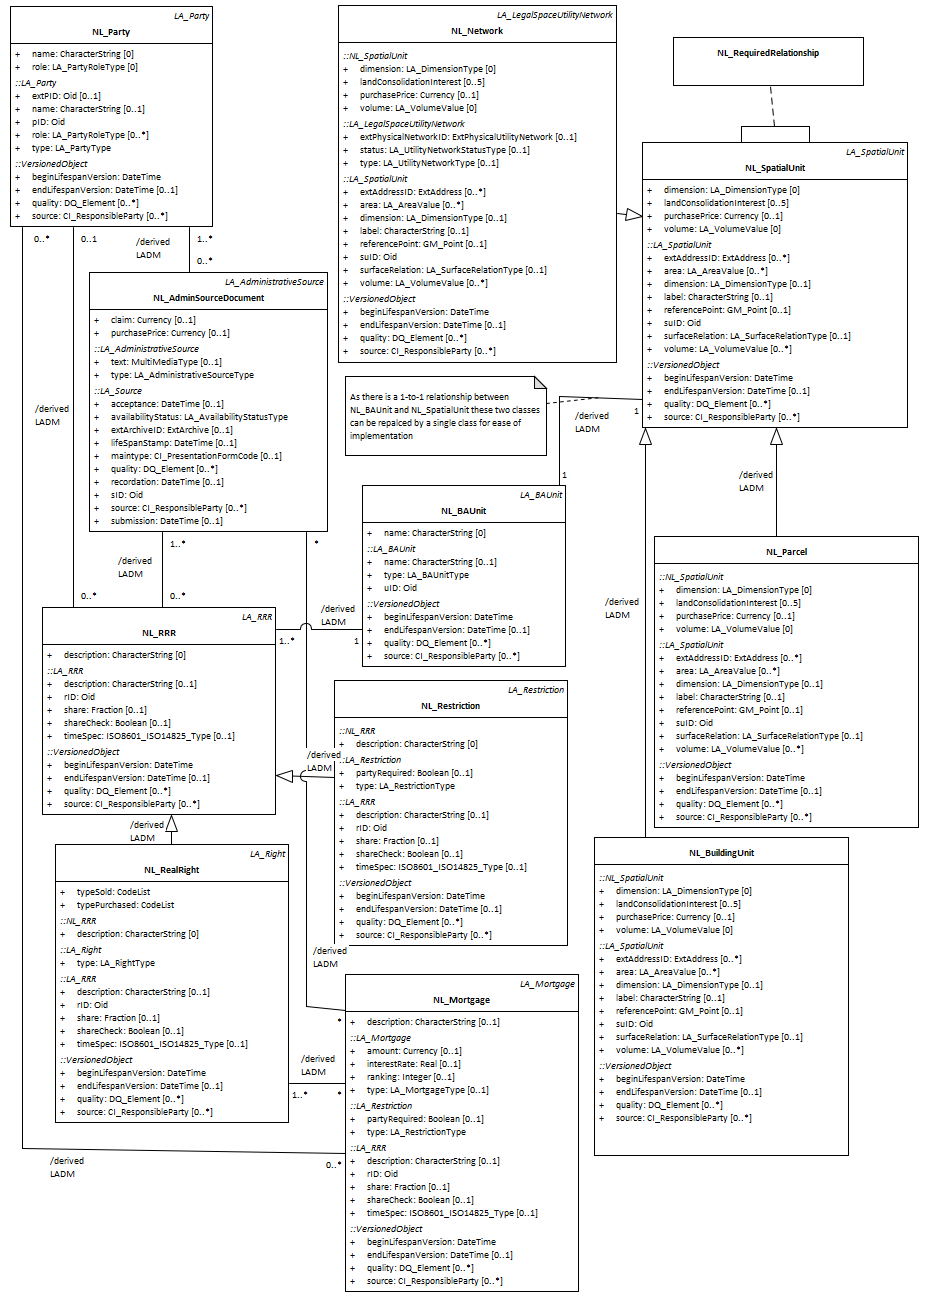 LA_Party
NL_Party
+ name: CharacterString [0]
+ role: LA_PartyRoleType [0]
::LA_Party
+ extPID: Oid [0..1]
+ name: CharacterString [0..1]
+ pID: Oid
+ role: LA_PartyRoleType [0..*]
+ type: LA_PartyType
::VersionedObject
+ beginLifespanVersion: DateTime
+ endLifespanVersion: DateTime [0..1]
+ quality: DQ_Element [0..*]
+ source: CI_ResponsibleParty [0..*]
LA_LegalSpaceUtilityNetwork
NL_Network
::NL_SpatialUnit
+ dimension: LA_DimensionType [0]
+ landConsolidationInterest [0..5]
+ purchasePrice: Currency [0..1]
+ volume: LA_VolumeValue [0]
::LA_LegalSpaceUtilityNetwork
+ extPhysicalNetworkID: ExtPhysicalUtilityNetwork [0..1]
+ status: LA_UtilityNetworkStatusType [0..1]
+ type: LA_UtilityNetworkType [0..1]
::LA_SpatialUnit
+ extAddressID: ExtAddress [0..*]
+ area: LA_AreaValue [0..*]
+ dimension: LA_DimensionType [0..1]
+ label: CharacterString [0..1]
+ referencePoint: GM_Point [0..1]
+ suID: Oid
+ surfaceRelation: LA_SurfaceRelationType [0..1]
+ volume: LA_VolumeValue [0..*]
::VersionedObject
+ beginLifespanVersion: DateTime
+ endLifespanVersion: DateTime [0..1]
+ quality: DQ_Element [0..*]
+ source: CI_ResponsibleParty [0..*]
NL_RequiredRelationship
LA_SpatialUnit
NL_SpatialUnit
+ dimension: LA_DimensionType [0]
+ landConsolidationInterest [0..5]
+ purchasePrice: Currency [0..1]
+ volume: LA_VolumeValue [0]
::LA_SpatialUnit
+ extAddressID: ExtAddress [0..*]
+ area: LA_AreaValue [0..*]
+ dimension: LA_DimensionType [0..1]
+ label: CharacterString [0..1]
+ referencePoint: GM_Point [0..1]
+ suID: Oid
+ surfaceRelation: LA_SurfaceRelationType [0..1]
+ volume: LA_VolumeValue [0..*]
::VersionedObject
+ beginLifespanVersion: DateTime
+ endLifespanVersion: DateTime [0..1]
+ quality: DQ_Element [0..*]
+ source: CI_ResponsibleParty [0..*]
0..*
0..1
/derived
LADM
1..*
0..*
LA_AdministrativeSource
NL_AdminSourceDocument
+ claim: Currency [0..1]
+ purchasePrice: Currency [0..1]
::LA_AdministrativeSource
+ text: MultiMediaType [0..1]
+ type: LA_AdministrativeSourceType
::LA_Source
+ acceptance: DateTime [0..1]
+ availabilityStatus: LA_AvailabilityStatusType
+ extArchiveID: ExtArchive [0..1]
+ lifeSpanStamp: DateTime [0..1]
+ maintype: CI_PresentationFormCode [0..1]
+ quality: DQ_Element [0..*]
+ recordation: DateTime [0..1]
+ sID: Oid
+ source: CI_ResponsibleParty [0..*]
+ submission: DateTime [0..1]
As there is a 1-to-1 relationship between
NL_BAUnit and NL_SpatialUnit these two classes
can be repalced by a single class for ease of
implementation
/derived
LADM
1
1
/derived
LADM
/derived
LADM
LA_BAUnit
NL_BAUnit
+ name: CharacterString [0]
::LA_BAUnit
+ name: CharacterString [0..1]
+ type: LA_BAUnitType
+ uID: Oid
::VersionedObject
+ beginLifespanVersion: DateTime
+ endLifespanVersion: DateTime [0..1]
+ quality: DQ_Element [0..*]
+ source: CI_ResponsibleParty [0..*]
NL_Parcel
::NL_SpatialUnit
+ dimension: LA_DimensionType [0]
+ landConsolidationInterest [0..5]
+ purchasePrice: Currency [0..1]
+ volume: LA_VolumeValue [0]
::LA_SpatialUnit
+ extAddressID: ExtAddress [0..*]
+ area: LA_AreaValue [0..*]
+ dimension: LA_DimensionType [0..1]
+ label: CharacterString [0..1]
+ referencePoint: GM_Point [0..1]
+ suID: Oid
+ surfaceRelation: LA_SurfaceRelationType [0..1]
+ volume: LA_VolumeValue [0..*]
::VersionedObject
+ beginLifespanVersion: DateTime
+ endLifespanVersion: DateTime [0..1]
+ quality: DQ_Element [0..*]
+ source: CI_ResponsibleParty [0..*]
1..*
*
/derived
LADM
0..*
0..*
/derived
LADM
1..*
1
/derived
LADM
LA_RRR
NL_RRR
+ description: CharacterString [0]
::LA_RRR
+ description: CharacterString [0..1]
+ rID: Oid
+ share: Fraction [0..1]
+ shareCheck: Boolean [0..1]
+ timeSpec: ISO8601_ISO14825_Type [0..1]
::VersionedObject
+ beginLifespanVersion: DateTime
+ endLifespanVersion: DateTime [0..1]
+ quality: DQ_Element [0..*]
+ source: CI_ResponsibleParty [0..*]
LA_Restriction
NL_Restriction
::NL_RRR
+ description: CharacterString [0]
::LA_Restriction
+ partyRequired: Boolean [0..1]
+ type: LA_RestrictionType
::LA_RRR
+ description: CharacterString [0..1]
+ rID: Oid
+ share: Fraction [0..1]
+ shareCheck: Boolean [0..1]
+ timeSpec: ISO8601_ISO14825_Type [0..1]
::VersionedObject
+ beginLifespanVersion: DateTime
+ endLifespanVersion: DateTime [0..1]
+ quality: DQ_Element [0..*]
+ source: CI_ResponsibleParty [0..*]
/derived
LADM
/derived
LADM
LA_Right
NL_RealRight
+ typeSold: CodeList
+ typePurchased: CodeList
::NL_RRR
+ description: CharacterString [0]
::LA_Right
+ type: LA_RightType
::LA_RRR
+ description: CharacterString [0..1]
+ rID: Oid
+ share: Fraction [0..1]
+ shareCheck: Boolean [0..1]
+ timeSpec: ISO8601_ISO14825_Type [0..1]
::VersionedObject
+ beginLifespanVersion: DateTime
+ endLifespanVersion: DateTime [0..1]
+ quality: DQ_Element [0..*]
+ source: CI_ResponsibleParty [0..*]
NL_BuildingUnit
::NL_SpatialUnit
+ dimension: LA_DimensionType [0]
+ landConsolidationInterest [0..5]
+ purchasePrice: Currency [0..1]
+ volume: LA_VolumeValue [0]
::LA_SpatialUnit
+ extAddressID: ExtAddress [0..*]
+ area: LA_AreaValue [0..*]
+ dimension: LA_DimensionType [0..1]
+ label: CharacterString [0..1]
+ referencePoint: GM_Point [0..1]
+ suID: Oid
+ surfaceRelation: LA_SurfaceRelationType [0..1]
+ volume: LA_VolumeValue [0..*]
::VersionedObject
+ beginLifespanVersion: DateTime
+ endLifespanVersion: DateTime [0..1]
+ quality: DQ_Element [0..*]
+ source: CI_ResponsibleParty [0..*]
/derived
LADM
*
/derived
LADM
1..*
*
/derived
LADM
0..*
LA_Mortgage
NL_Mortgage
+ description: CharacterString [0..1]
::LA_Mortgage
+ amount: Currency [0..1]
+ interestRate: Real [0..1]
+ ranking: Integer [0..1]
+ type: LA_MortgageType [0..1]
::LA_Restriction
+ partyRequired: Boolean [0..1]
+ type: LA_RestrictionType
::LA_RRR
+ description: CharacterString [0..1]
+ rID: Oid
+ share: Fraction [0..1]
+ shareCheck: Boolean [0..1]
+ timeSpec: ISO8601_ISO14825_Type [0..1]
::VersionedObject
+ beginLifespanVersion: DateTime
+ endLifespanVersion: DateTime [0..1]
+ quality: DQ_Element [0..*]
+ source: CI_ResponsibleParty [0..*]